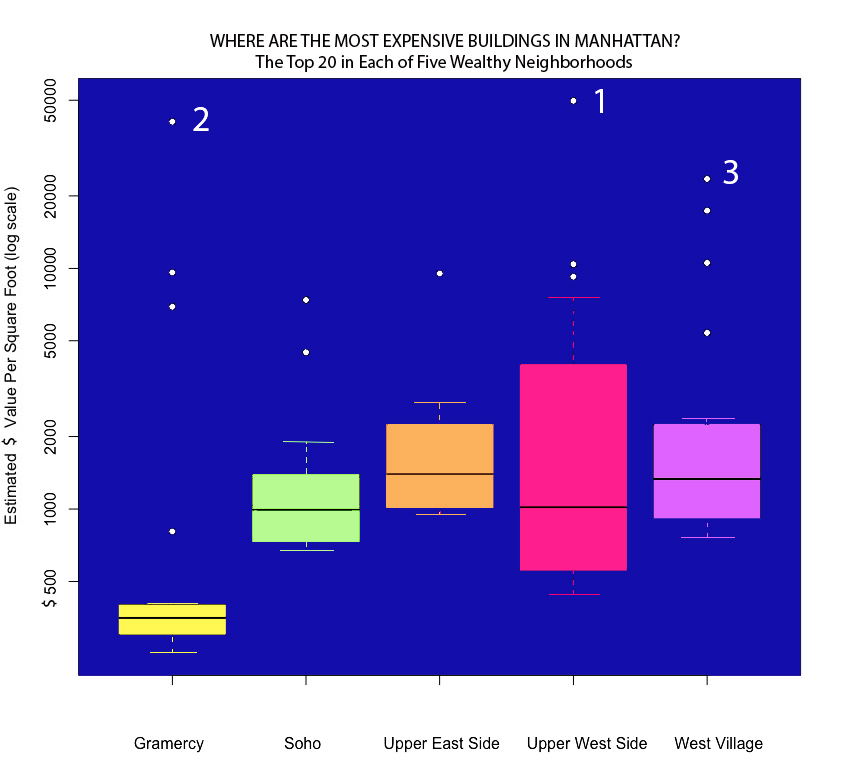 WHERE ARE THE MOST EXPENSIVE BUILDINGS IN MANHATTAN?
The Top 20 in Each of Five Wealthy Neighborhoods
Estimated $ Value Per Square Foot (log scale)
50000
20000
10000
5000
2000
1000
$ 500
1
2
3
Gramercy Soho Upper East Side Upper West Side West Village